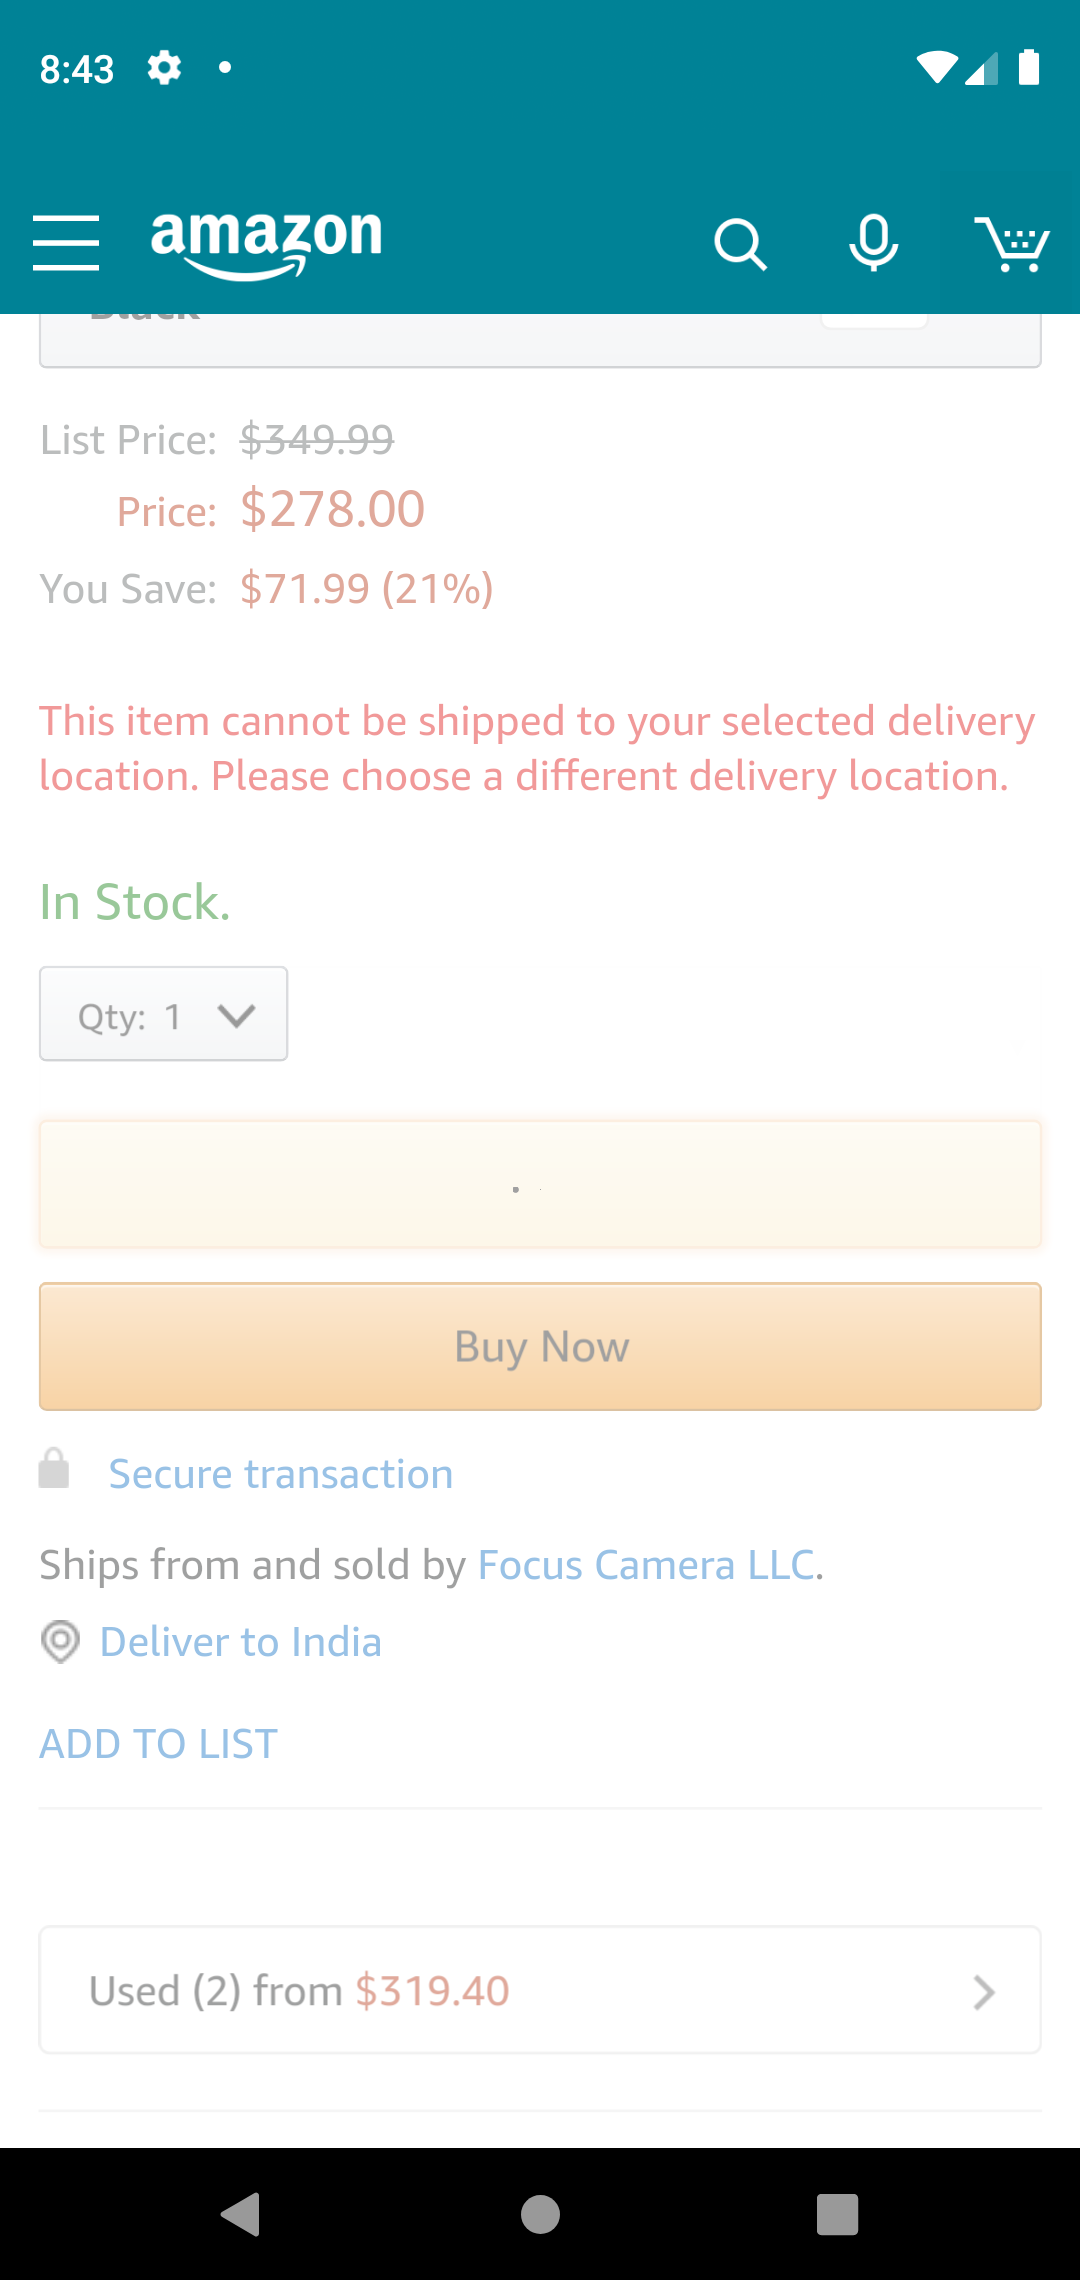 8:43
amazon
Black
List Price: $349.99
Price: $278.00
You Save: $71.99 (21%)
This item cannot be shipped to your selected delivery
location. Please choose a different delivery location.
In Stock.
Qty: 1
Buy Now
Secure transaction
Ships from and sold by Focus Camera LLC.
Deliver to India
ADD TO LIST
Used (2) from $319.40